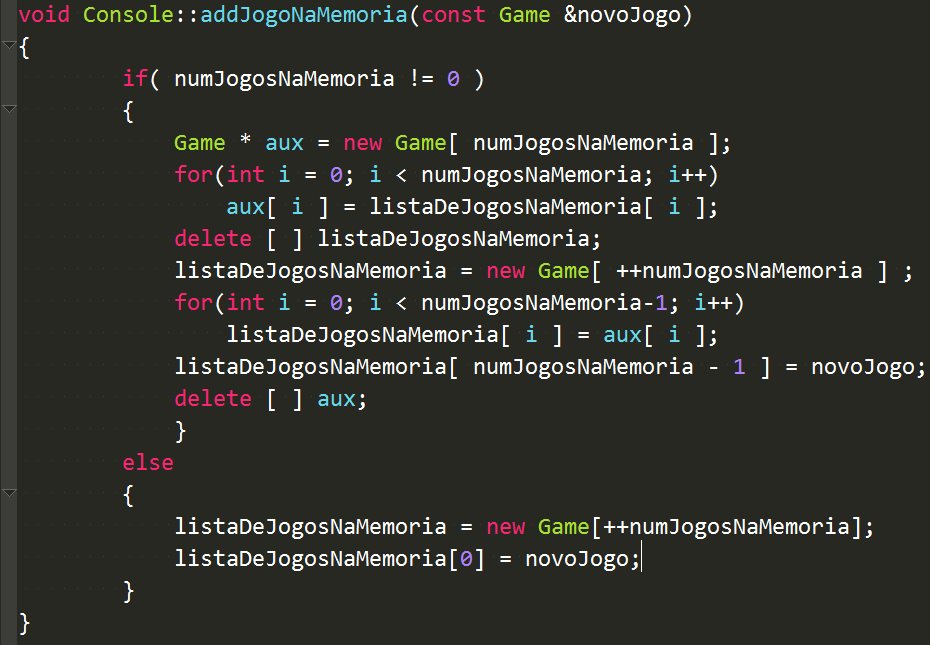 void Console::addJogoNaMemoria(const Game &novoJogo)
{
if( numJogosNaMemoria != 0 )
{
Game * aux = new Game[ numJogosNaMemoria ];
for(int i = 0; i < numJogosNaMemoria; i++)
aux[ i ] = listaDeJogosNaMemoria[ i ];
delete [ ] listaDeJogosNaMemoria;
listaDeJogosNaMemoria = new Game[ ++numJogosNaMemoria ] ;
for(int i = 0; i < numJogosNaMemoria-1; i++)
listaDeJogosNaMemoria[ i ] = aux[ i ];
listaDeJogosNaMemoria[ numJogosNaMemoria - 1 ] = novoJogo;
delete [ ] aux;
}
else
{
listaDeJogosNaMemoria = new Game[++numJogosNaMemoria];
listaDeJogosNaMemoria[0] = novoJogo;
}
}